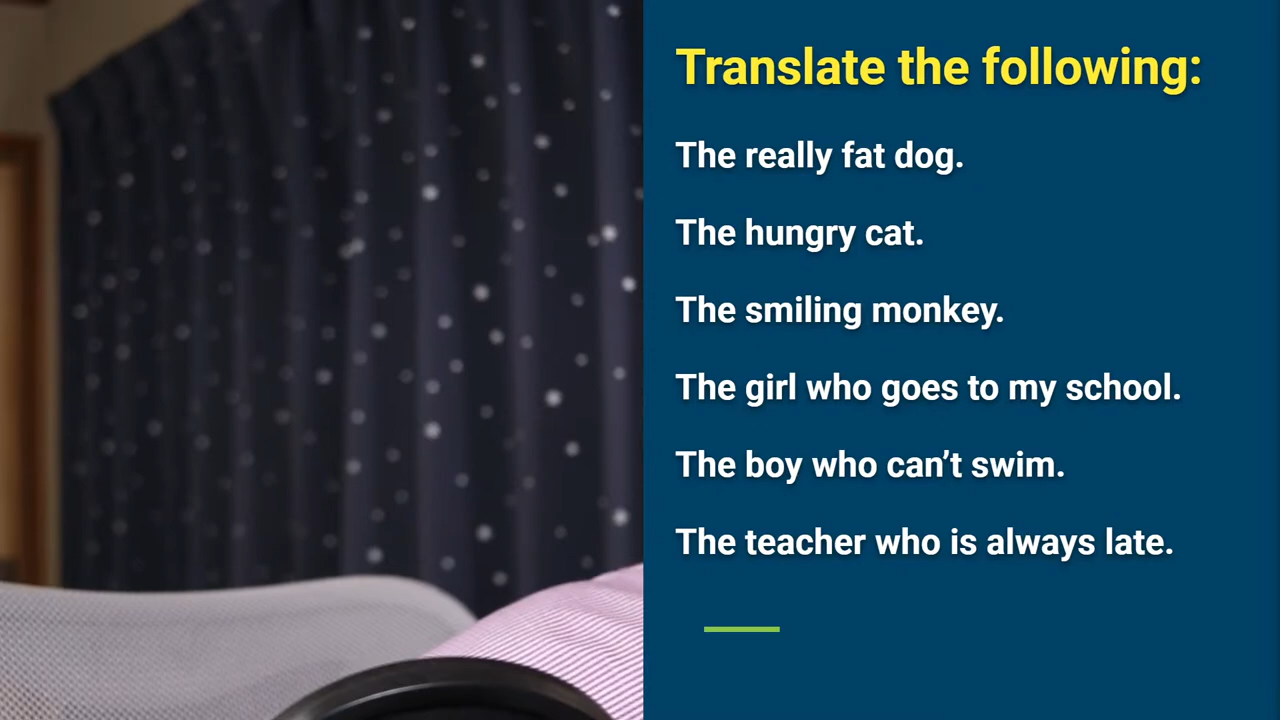 Translate the following:
The really fat dog.
The hungry cat.
The smiling monkey.
The girl who goes to my school.
The boy who can’t swim.
The teacher who is always late.